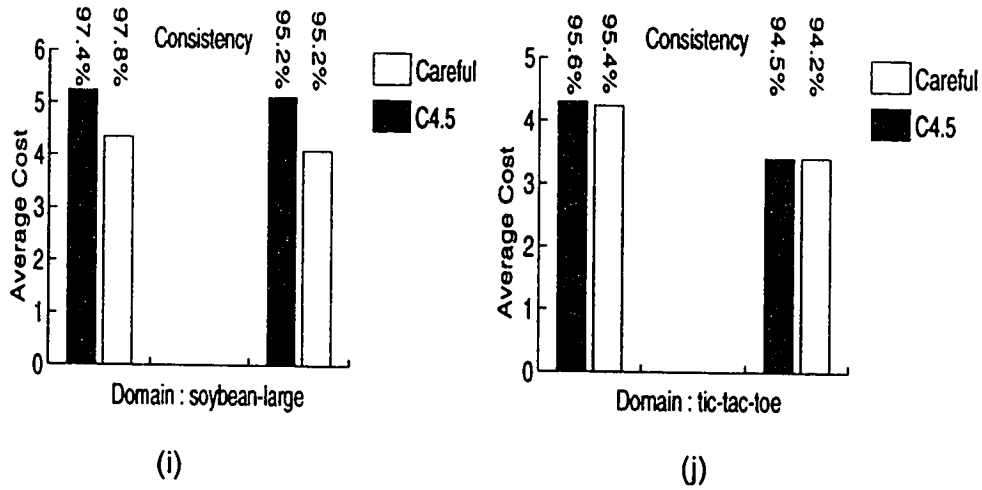 97.4%
97.8%
95.2%
95.2%
Consistency
6
5
4
3
2
1
0
Average Cost
Careful
C4.5
Domain : soybean-large
(i)
95.6%
95.4%
94.5%
94.2%
Consistency
5
4
3
2
1
0
Average Cost
Careful
C4.5
Domain : tic-tac-toe
(j)